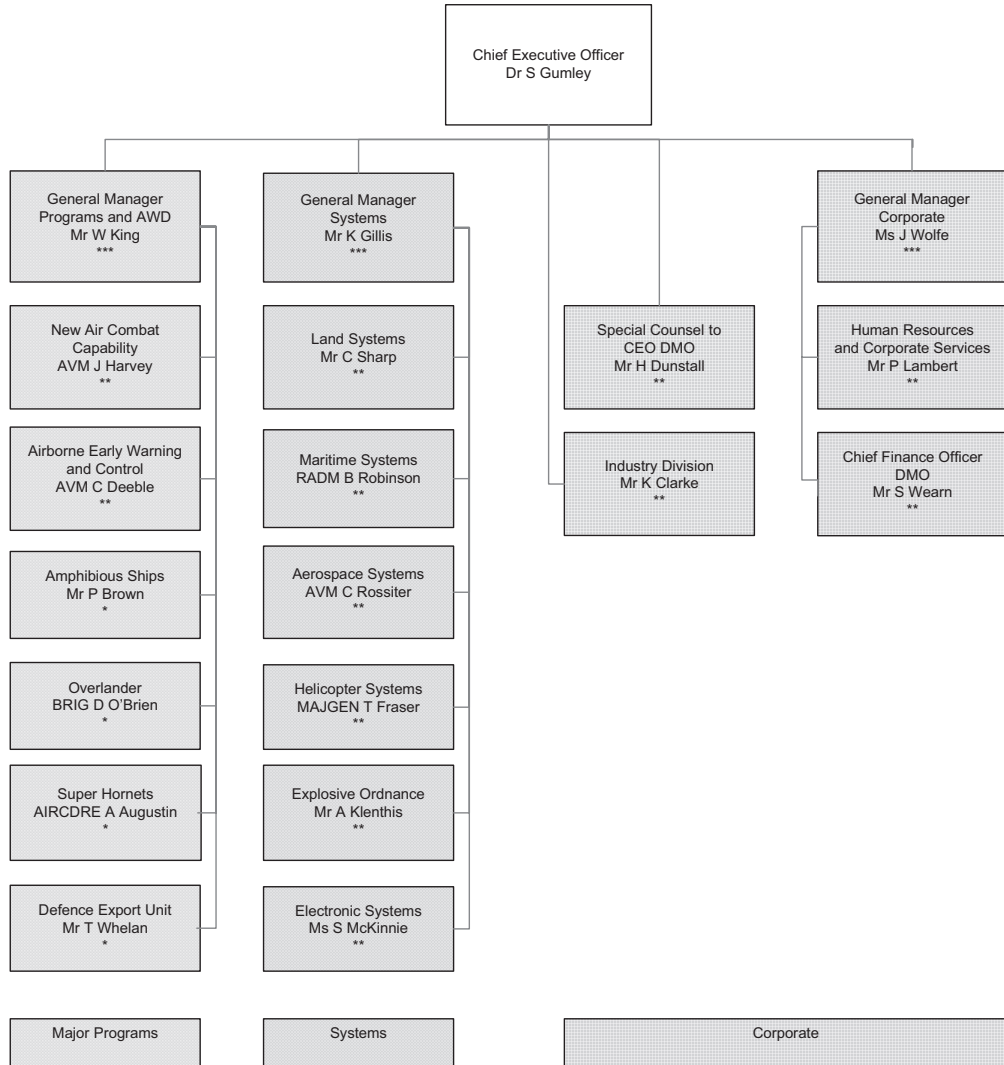 Chief Executive Officer
Dr S Gumley
General Manager
Programs and AWD
Mr W King
***
General Manager
Systems
Mr K Gillis
***
General Manager
Corporate
Ms J Wolfe
***
New Air Combat
Capability
AVM J Harvey
**
Land Systems
Mr C Sharp
**
Special Counsel to
CEO DMO
Mr H Dunstall
**
Human Resources
and Corporate Services
Mr P Lambert
**
Airborne Early Warning
and Control
AVM C Deeble
**
Maritime Systems
RADM B Robinson
**
Industry Division
Mr K Clarke
**
Chief Finance Officer
DMO
Mr S Wearn
**
Amphibious Ships
Mr P Brown
*
Aerospace Systems
AVM C Rossiter
**
Overlander
BRIG D O'Brien
*
Helicopter Systems
MAJGEN T Fraser
**
Super Hornets
AIRCDRE A Augustin
*
Explosive Ordnance
Mr A Klenthis
**
Defence Export Unit
Mr T Whelan
*
Electronic Systems
Ms S McKinnie
**
Major Programs
Systems
Corporate